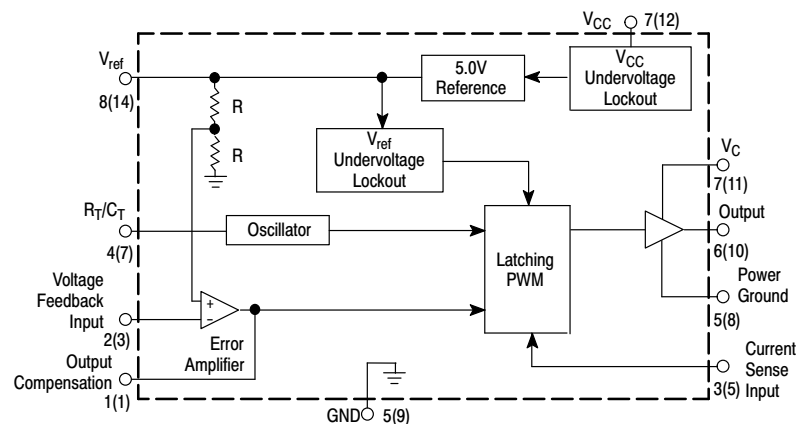 VCC 7(12)
Vref
8(14)
R
R
5.0V
Reference
VCC
Undervoltage
Lockout
Vref
Undervoltage
Lockout
VC
7(11)
RT/CT
4(7)
Oscillator
Latching
PWM
Output
6(10)
Voltage
Feedback
Input
2(3)
+
−
Error
Amplifier
Power
Ground
5(8)
Output
Compensation
1(1)
GND 5(9)
Current
Sense
Input
3(5)